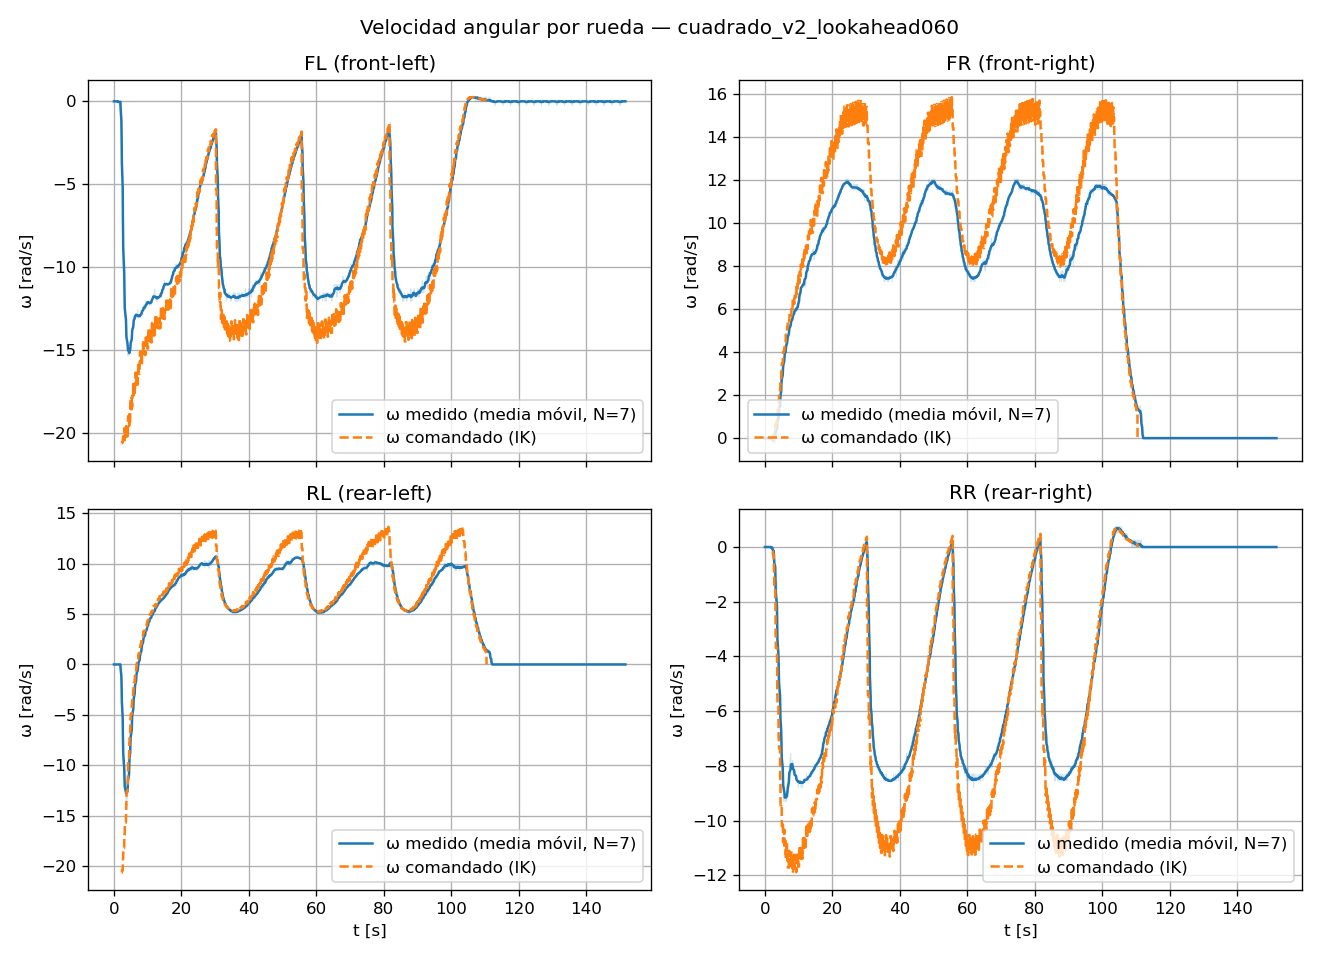 Velocidad angular por rueda — cuadrado_v2_lookahead060
FL (front-left)
0
−5
−10
−15
−20
ω [rad/s]
ω medido (media móvil, N=7)
ω comandado (IK)
FR (front-right)
16
14
12
10
8
6
4
2
0
ω [rad/s]
ω medido (media móvil, N=7)
ω comandado (IK)
RL (rear-left)
15
10
5
0
−5
−10
−15
−20
ω [rad/s]
ω medido (media móvil, N=7)
ω comandado (IK)
0 20 40 60 80 100 120 140
t [s]
RR (rear-right)
0
−2
−4
−6
−8
−10
−12
ω [rad/s]
ω medido (media móvil, N=7)
ω comandado (IK)
0 20 40 60 80 100 120 140
t [s]